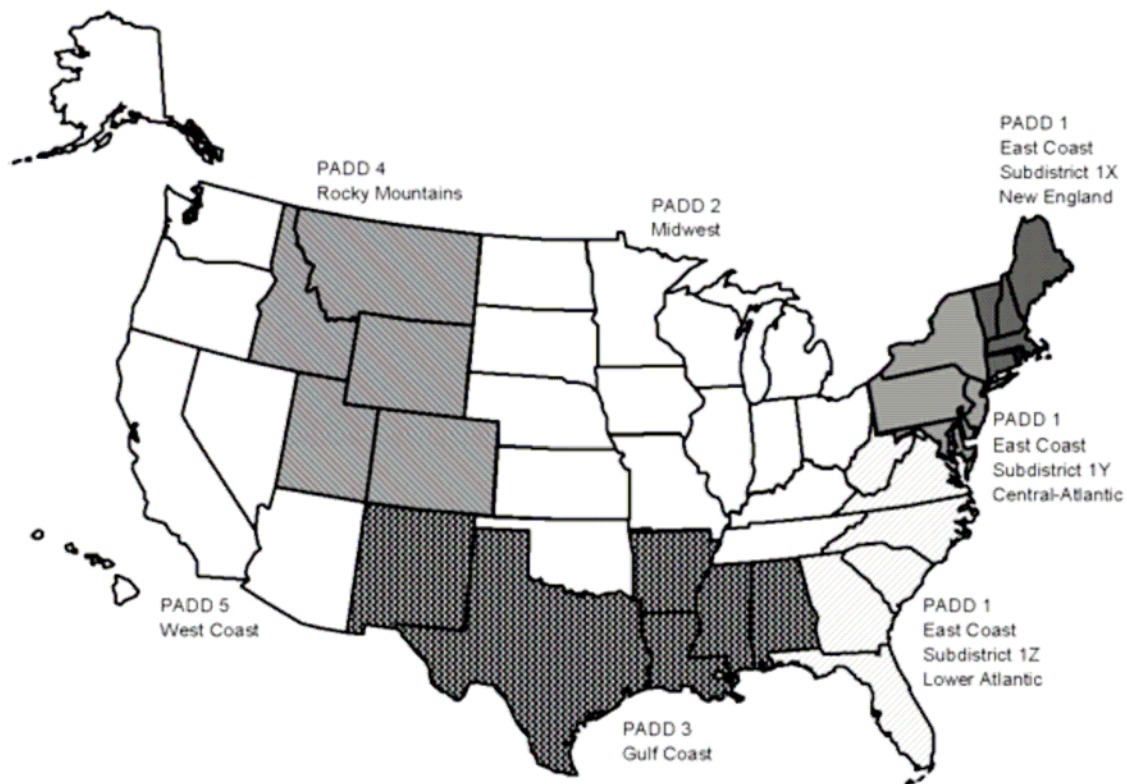 PADD 1
East Coast
Subdistrict 1X
New England
PADD 4
Rocky Mountains
PADD 2
Midwest
PADD 1
East Coast
Subdistrict 1Y
Central-Atlantic
PADD 5
West Coast
PADD 1
East Coast
Subdistrict 1Z
Lower Atlantic
PADD 3
Gulf Coast